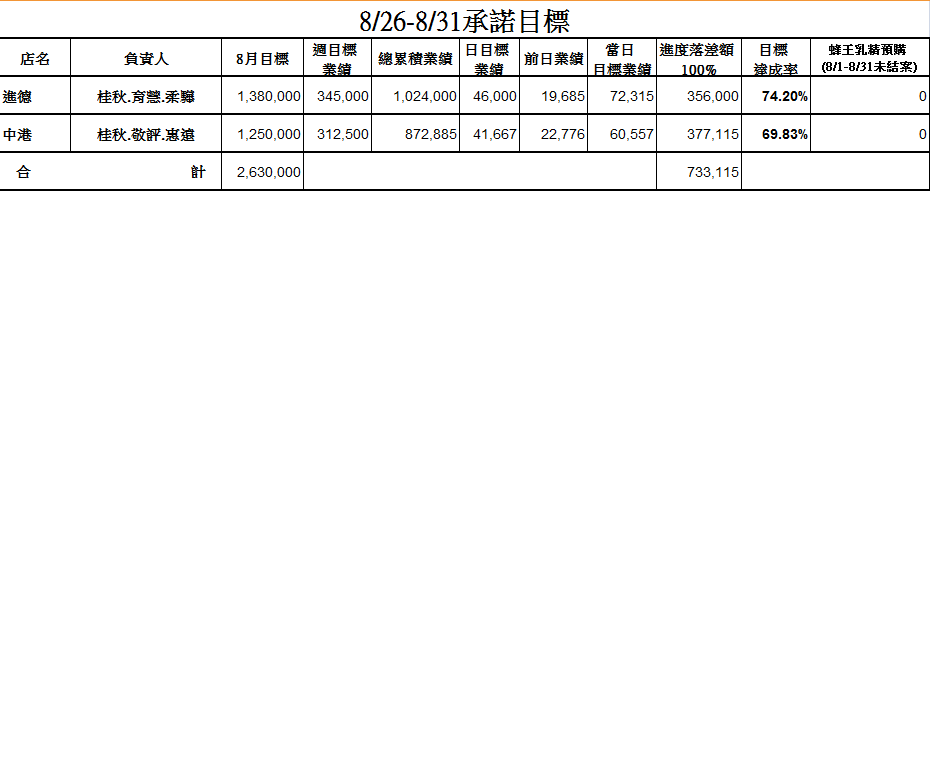 8/26-8/31承諾目標
店名 負責人 8月目標 週目標業績 總累積業績 日目標業績 前日業績 當日目標業績 進度落差額100% 目標達成率 蜂王乳精預購(8/1-8/31未結案)
進德 桂秋.育慧.柔驊 1,380,000 345,000 1,024,000 46,000 19,685 72,315 356,000 74.20% 0
中港 桂秋.敬評.惠遠 1,250,000 312,500 872,885 41,667 22,776 60,557 377,115 69.83% 0
合計 2,630,000 733,115